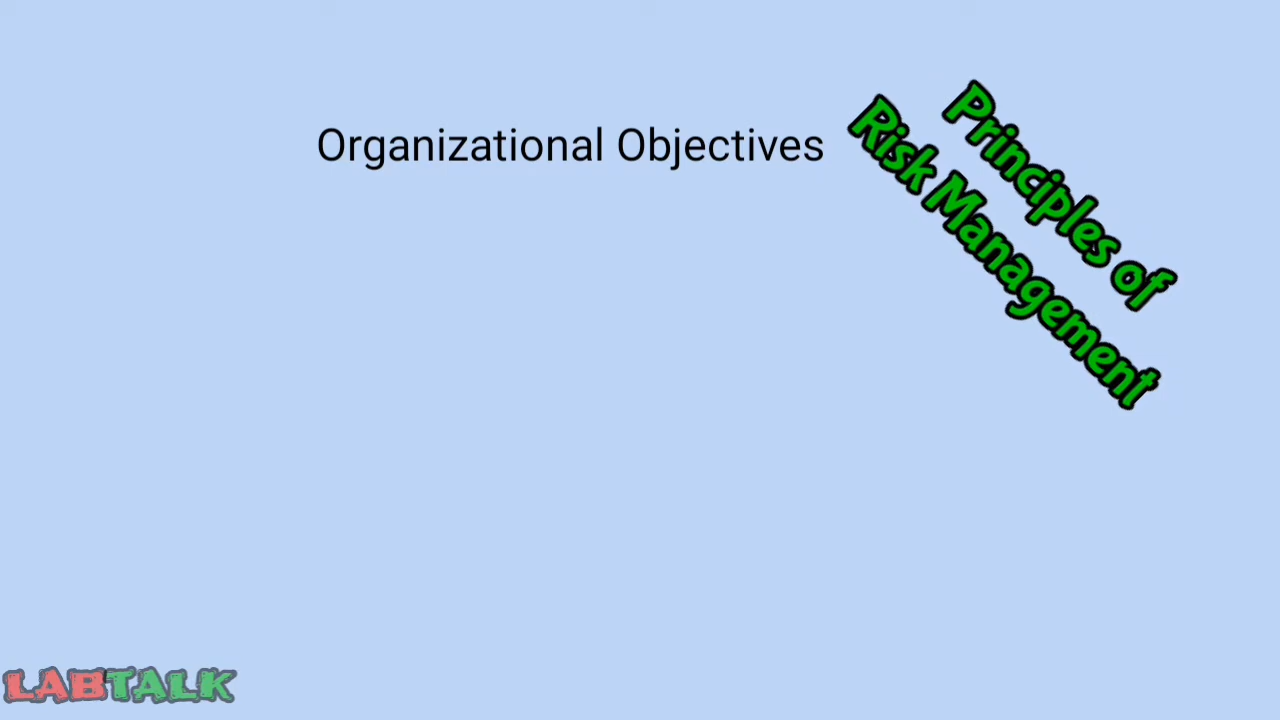 Organizational Objectives
Principles of
Risk Management
LABTALK